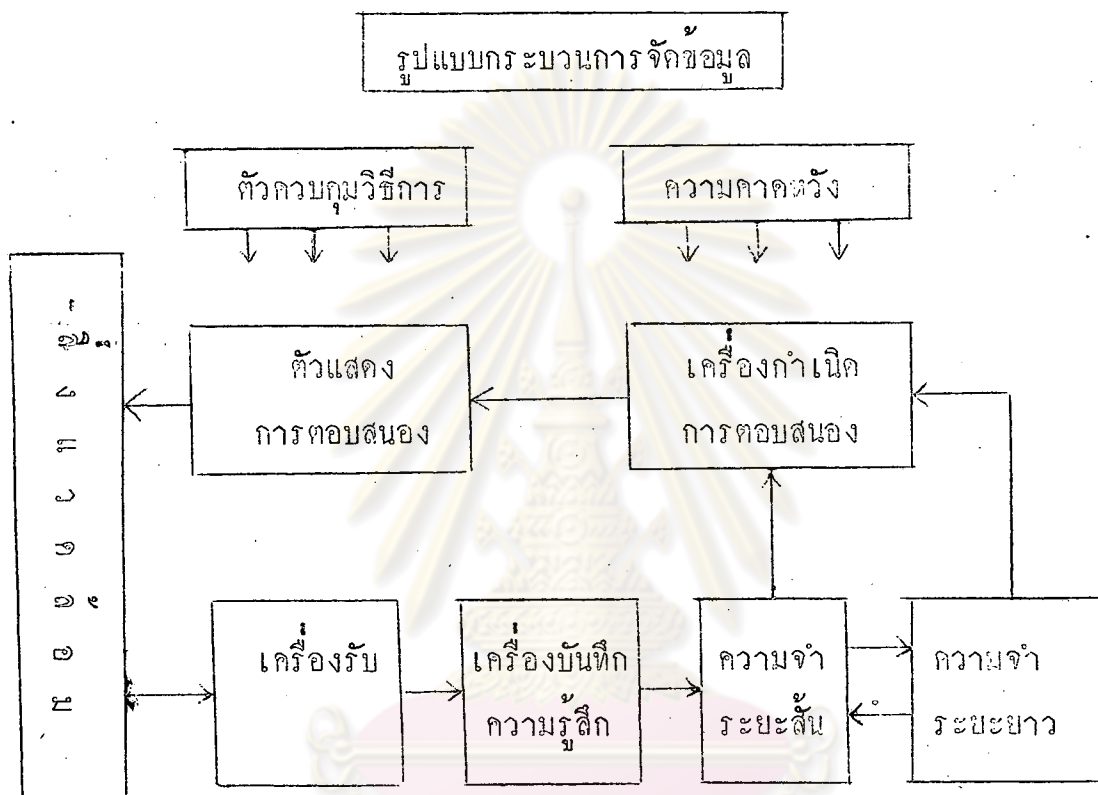 รูปแบบกระบวนการจัดข้อมูล
ตัวควบคุมวิธีการ
ความคาดหวัง
สิ่งแวดล้อม
ตัวแสดง
การตอบสนอง
เครื่องกำเนิด
การตอบสนอง
เครื่องรับ
เครื่องบันทึก
ความรู้สึก
ความจำ
ระยะสั้น
ความจำ
ระยะยาว